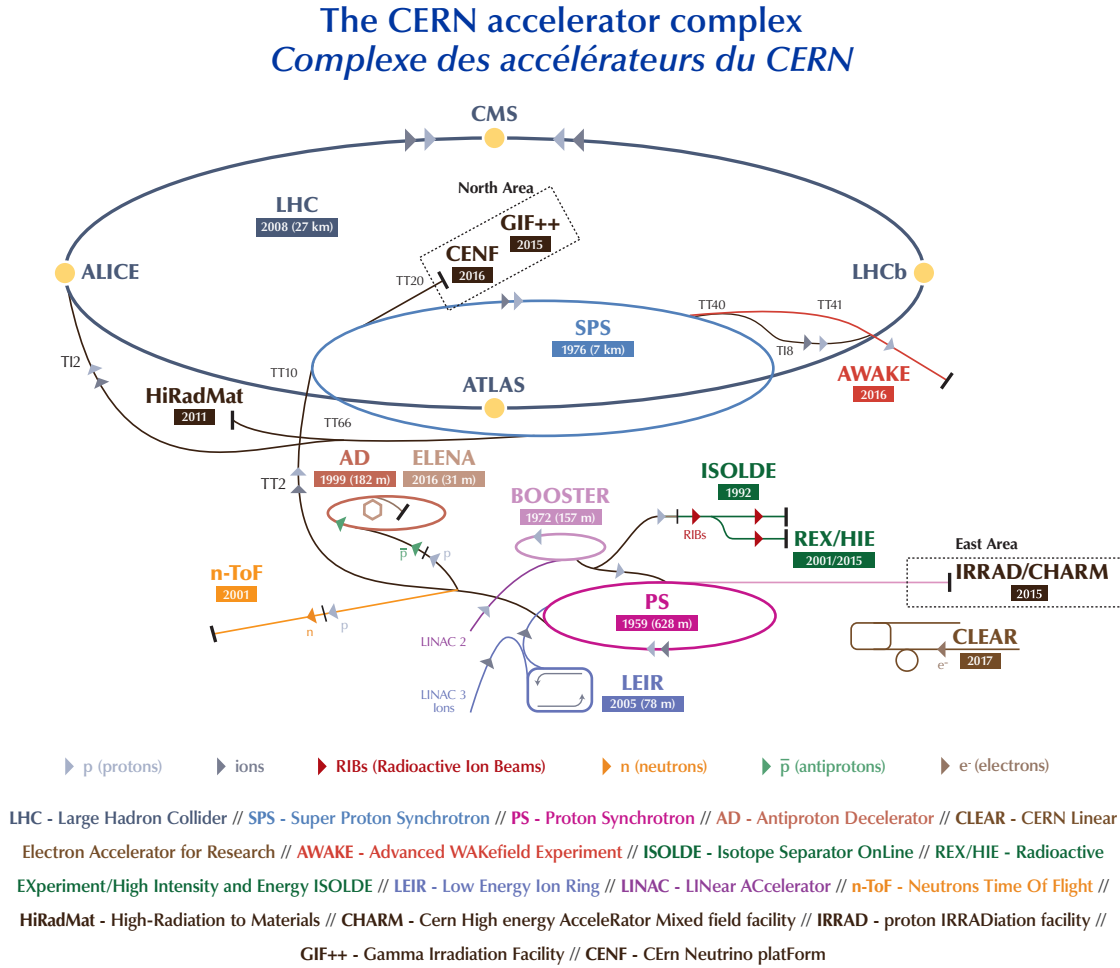 The CERN accelerator complex
Complexe des accélérateurs du CERN
CMS
North Area
LHC
2008 (27 km)
GIF++
2015
CENF
2016
ALICE
LHCb
TT20
TT40
TT41
SPS
1976 (7 km)
TI2
TI8
TT10
AWAKE
2016
ATLAS
HiRadMat
2011
TT66
AD
1999 (182 m)
ELENA
2016 (31 m)
TT2
ISOLDE
1992
BOOSTER
1972 (157 m)
RIBs
REX/HIE
2001/2015
p̅
p
East Area
n-ToF
2001
IRRAD/CHARM
2015
PS
1959 (628 m)
n
p
LINAC 2
CLEAR
2017
e-
LEIR
2005 (78 m)
LINAC 3
Ions
p (protons)
ions
RIBs (Radioactive Ion Beams)
n (neutrons)
p̅ (antiprotons)
e- (electrons)
LHC - Large Hadron Collider // SPS - Super Proton Synchrotron // PS - Proton Synchrotron // AD - Antiproton Decelerator // CLEAR - CERN Linear
Electron Accelerator for Research // AWAKE - Advanced WAKefield Experiment // ISOLDE - Isotope Separator OnLine // REX/HIE - Radioactive
EXperiment/High Intensity and Energy ISOLDE // LEIR - Low Energy Ion Ring // LINAC - LINear ACcelerator // n-ToF - Neutrons Time Of Flight //
HiRadMat - High-Radiation to Materials // CHARM - Cern High energy AcceleRator Mixed field facility // IRRAD - proton IRRADiation facility //
GIF++ - Gamma Irradiation Facility // CENF - CErn Neutrino platForm